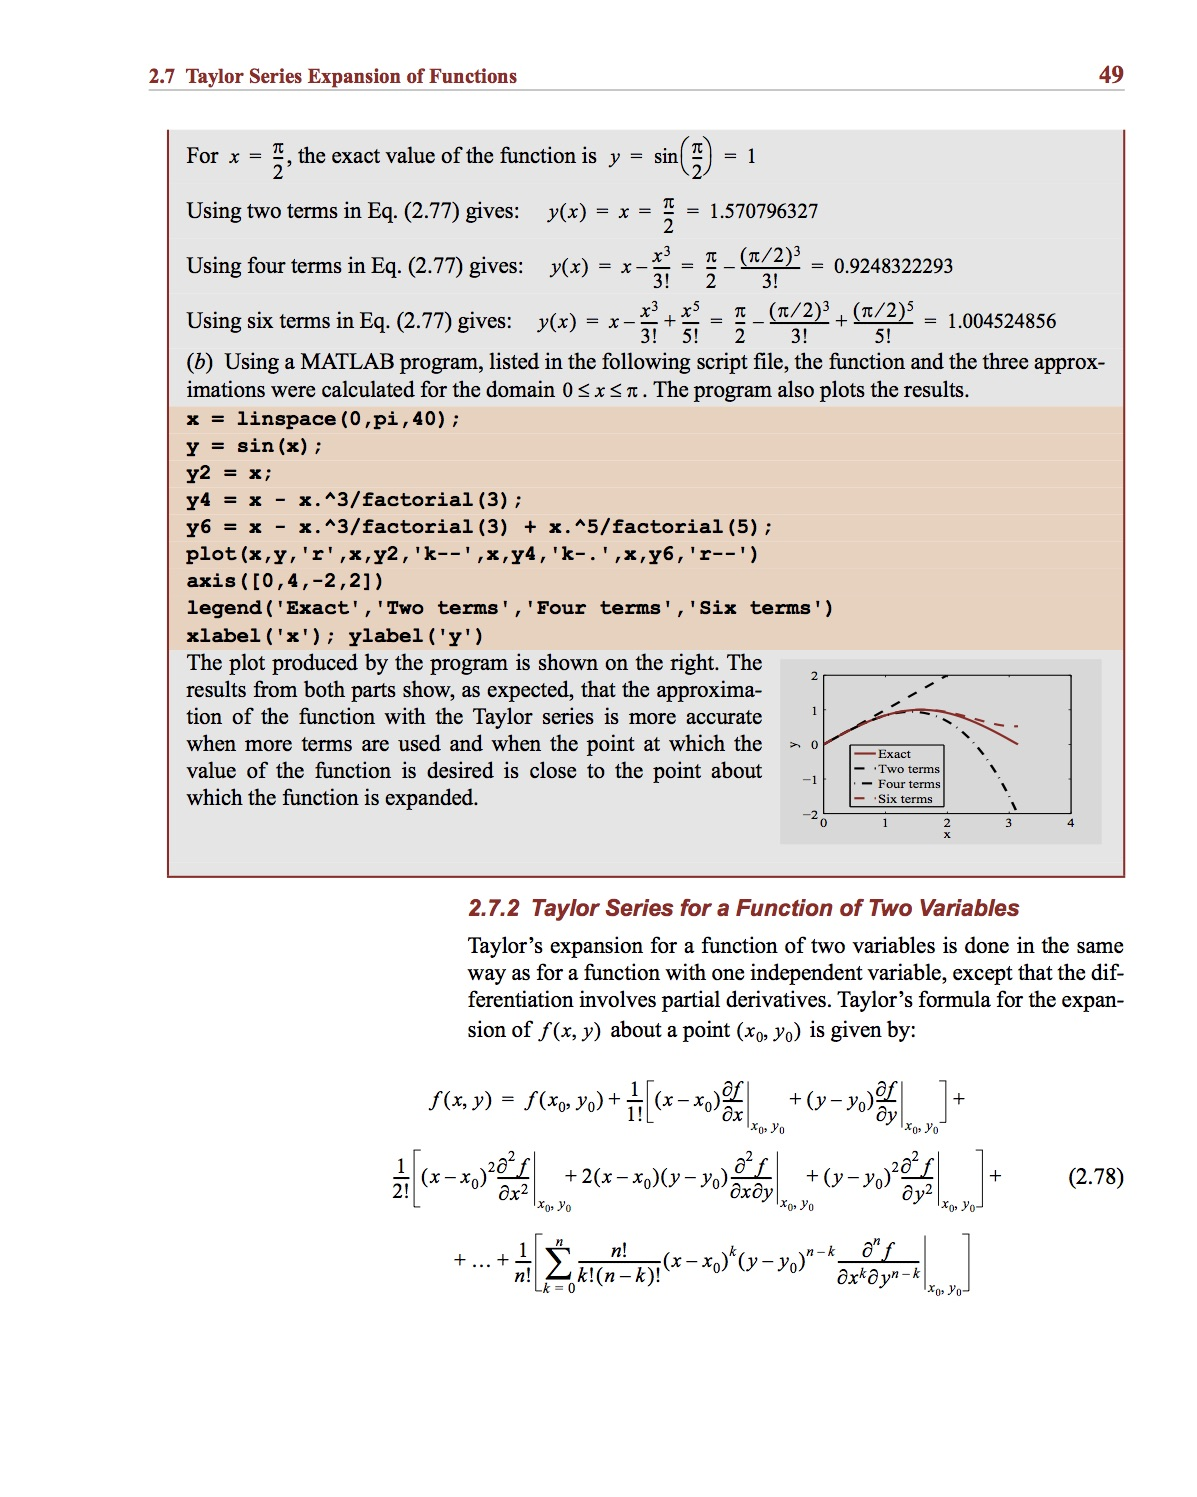 2.7 Taylor Series Expansion of Functions 49
For x = π/2, the exact value of the function is y = sin(π/2) = 1
Using two terms in Eq. (2.77) gives: y(x) = x = π/2 = 1.570796327
Using four terms in Eq. (2.77) gives: y(x) = x − x³/3! = π/2 − (π/2)³/3! = 0.9248322293
Using six terms in Eq. (2.77) gives: y(x) = x − x³/3! + x⁵/5! = π/2 − (π/2)³/3! + (π/2)⁵/5! = 1.004524856
(b) Using a MATLAB program, listed in the following script file, the function and the three approx-
imations were calculated for the domain 0 ≤ x ≤ π. The program also plots the results.
x = linspace(0,pi,40);
y = sin(x);
y2 = x;
y4 = x - x.^3/factorial(3);
y6 = x - x.^3/factorial(3) + x.^5/factorial(5);
plot(x,y,'r',x,y2,'k--',x,y4,'k-.',x,y6,'r--')
axis([0,4,-2,2])
legend('Exact','Two terms','Four terms','Six terms')
xlabel('x'); ylabel('y')
The plot produced by the program is shown on the right. The
results from both parts show, as expected, that the approxima-
tion of the function with the Taylor series is more accurate
when more terms are used and when the point at which the
value of the function is desired is close to the point about
which the function is expanded.
2
1
0
−1
−2
y
Exact
Two terms
Four terms
Six terms
0 1 2 3 4
x
2.7.2 Taylor Series for a Function of Two Variables
Taylor's expansion for a function of two variables is done in the same
way as for a function with one independent variable, except that the dif-
ferentiation involves partial derivatives. Taylor's formula for the expan-
sion of f(x, y) about a point (x₀, y₀) is given by:
f(x, y) = f(x₀, y₀) + 1/1! [(x − x₀) ∂f/∂x |x₀, y₀ + (y − y₀) ∂f/∂y |x₀, y₀] +
1/2! [(x − x₀)² ∂²f/∂x² |x₀, y₀ + 2(x − x₀)(y − y₀) ∂²f/∂x∂y |x₀, y₀ + (y − y₀)² ∂²f/∂y² |x₀, y₀] + (2.78)
+ ... + 1/n! [∑ k = 0 n n!/k!(n − k)! (x − x₀)ᵏ(y − y₀)ⁿ⁻ᵏ ∂ⁿf/∂xᵏ∂yⁿ⁻ᵏ |x₀, y₀]